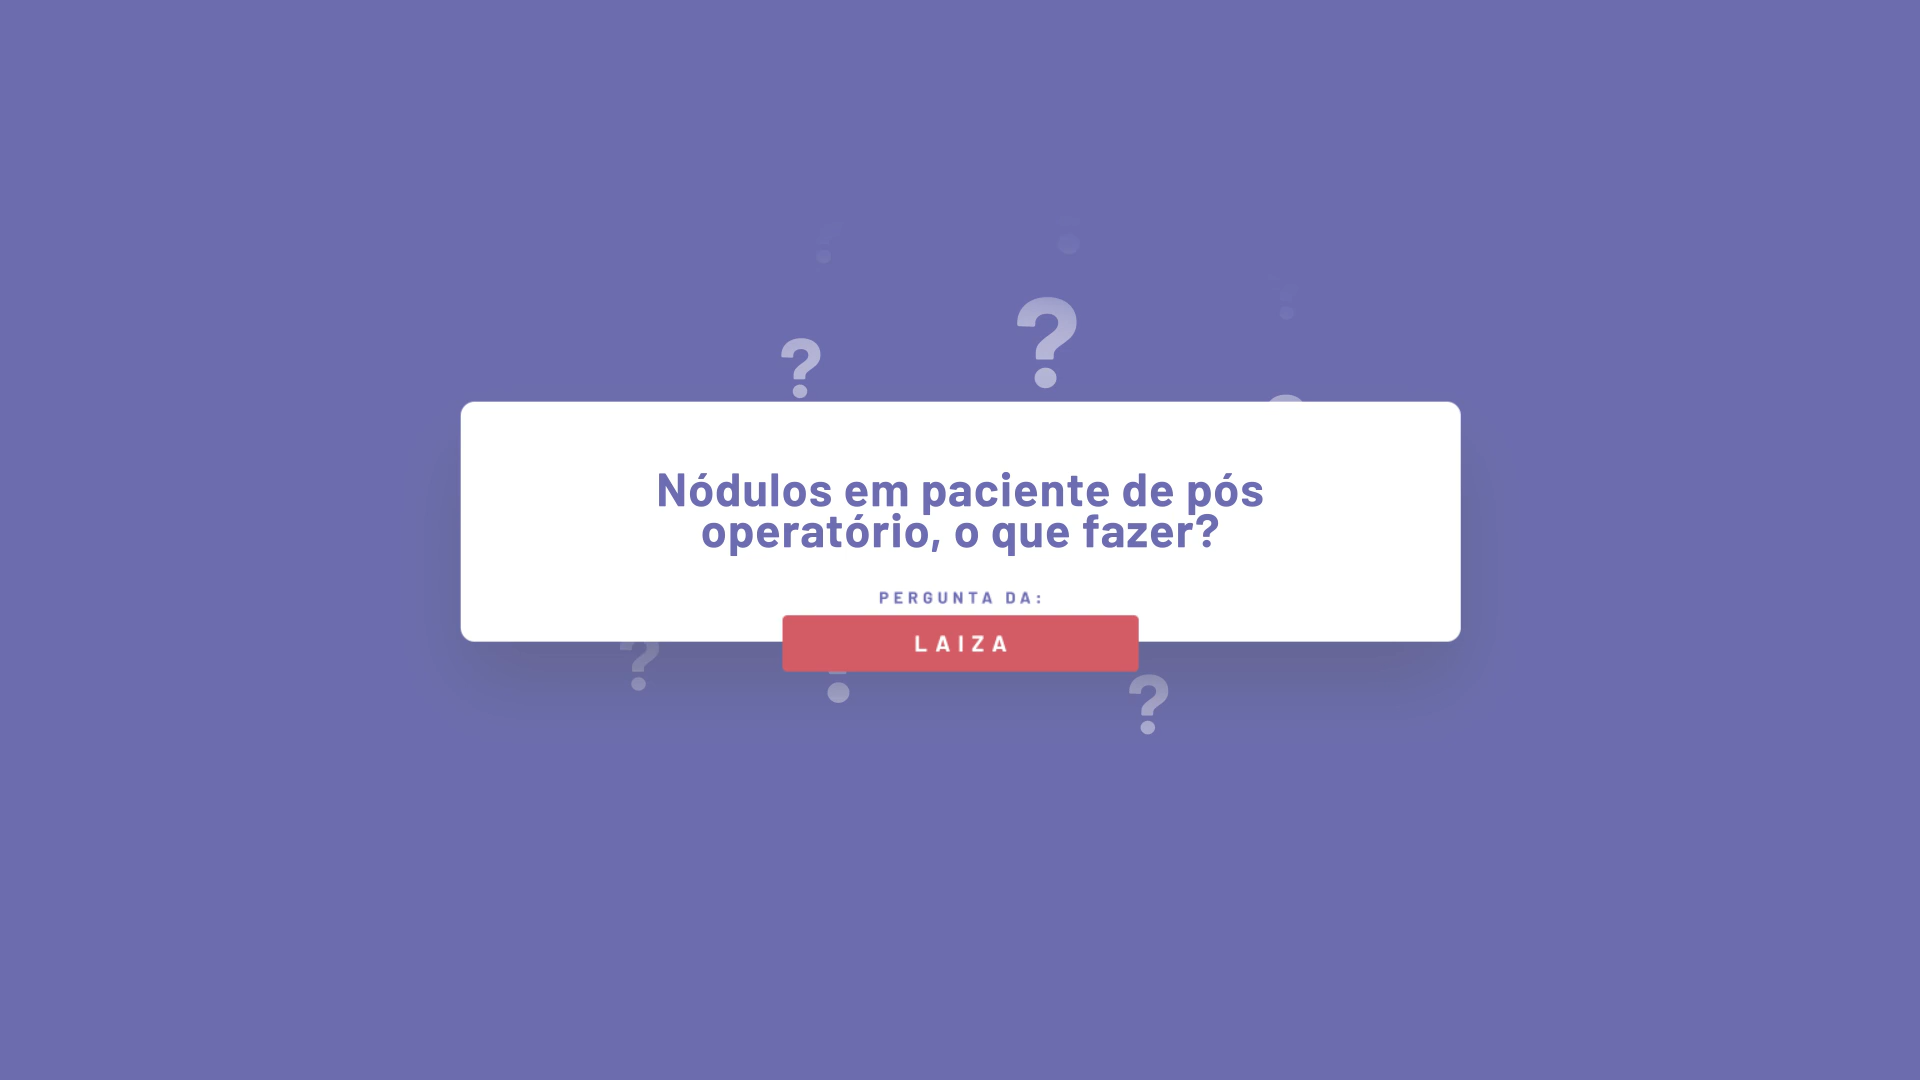 Nódulos em paciente de pós
operatório, o que fazer?
PERGUNTA DA:
LAIZA